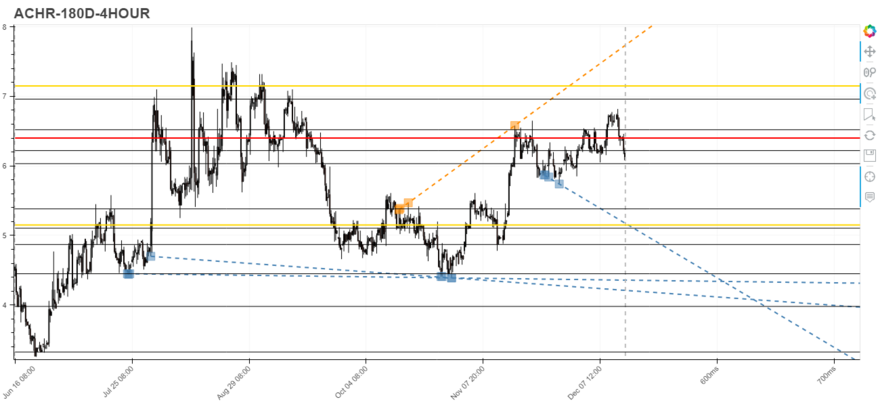 ACHR-180D-4HOUR
8
7
6
5
4
Jun 16 08:00
Jul 25 08:00
Aug 29 08:00
Oct 04 08:00
Nov 07 20:00
Dec 07 12:00
600ms
700ms